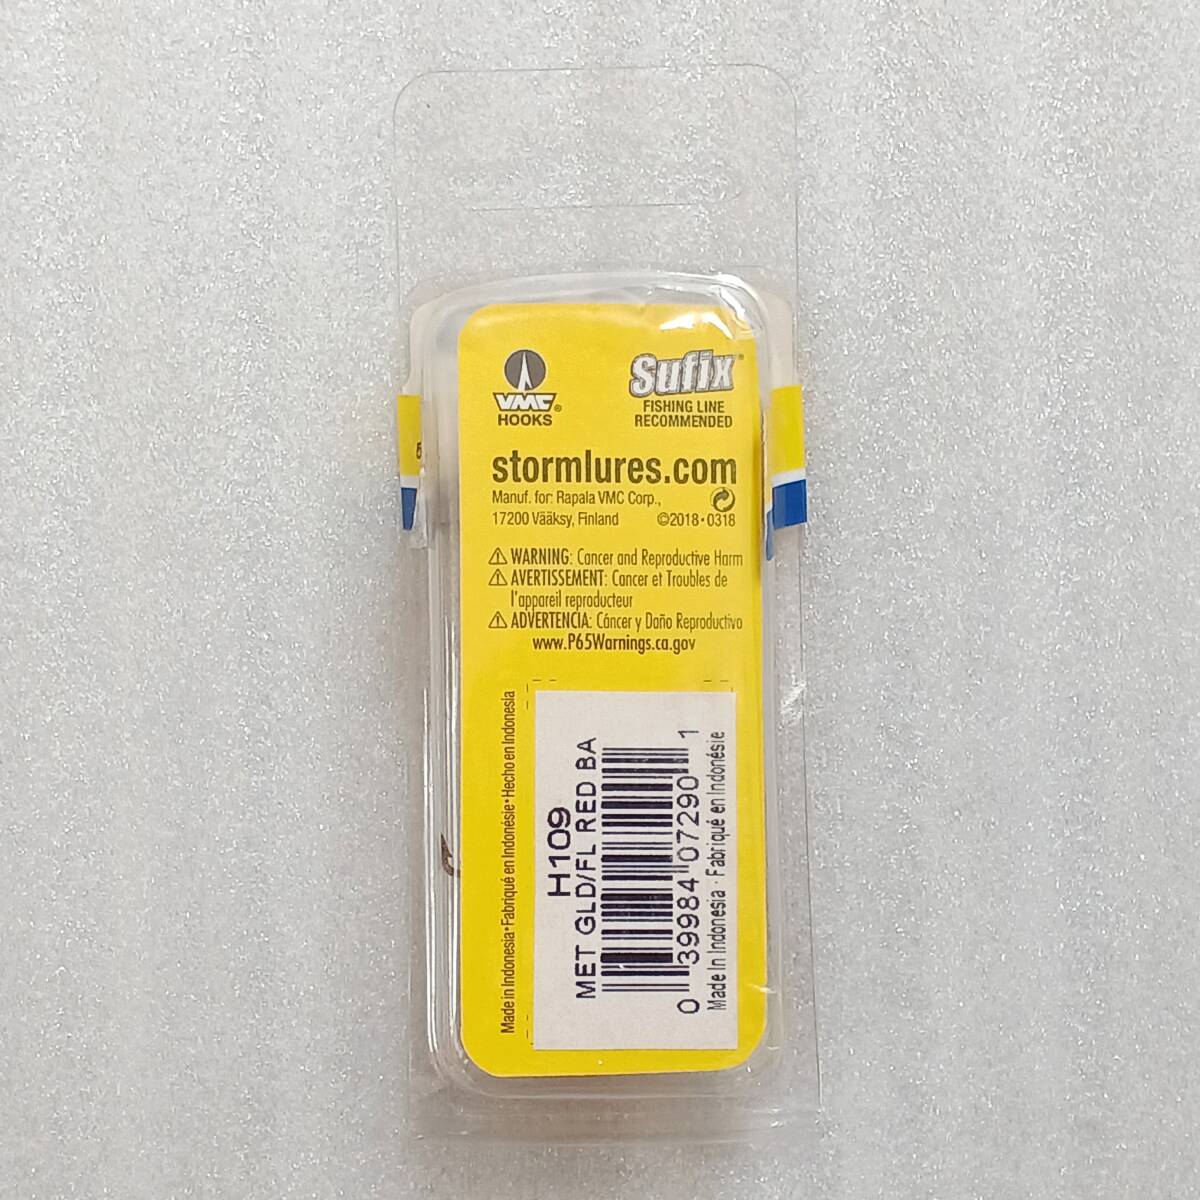 VMC®
HOOKS
Sufix®
FISHING LINE
RECOMMENDED
stormlures.com
Manuf. for: Rapala VMC Corp.,
17200 Vääksy, Finland ©2018•0318
⚠ WARNING: Cancer and Reproductive Harm
⚠ AVERTISSEMENT: Cancer et Troubles de
l'appareil reproducteur
⚠ ADVERTENCIA: Cáncer y Daño Reproductivo
www.P65Warnings.ca.gov
Made in Indonesia•Fabriqué en Indonésie•Hecho en Indonesia
H109
MET GLD/FL RED BA
0 39984 07290 1
Made In Indonesia · Fabriqué en Indonésie